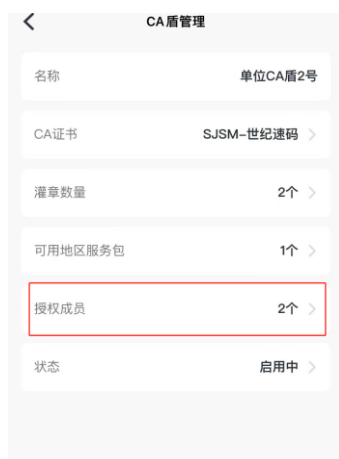 CA盾管理
名称 单位CA盾2号
CA证书 SJSM-世纪速码
灌章数量 2个
可用地区服务包 1个
授权成员 2个
状态 启用中